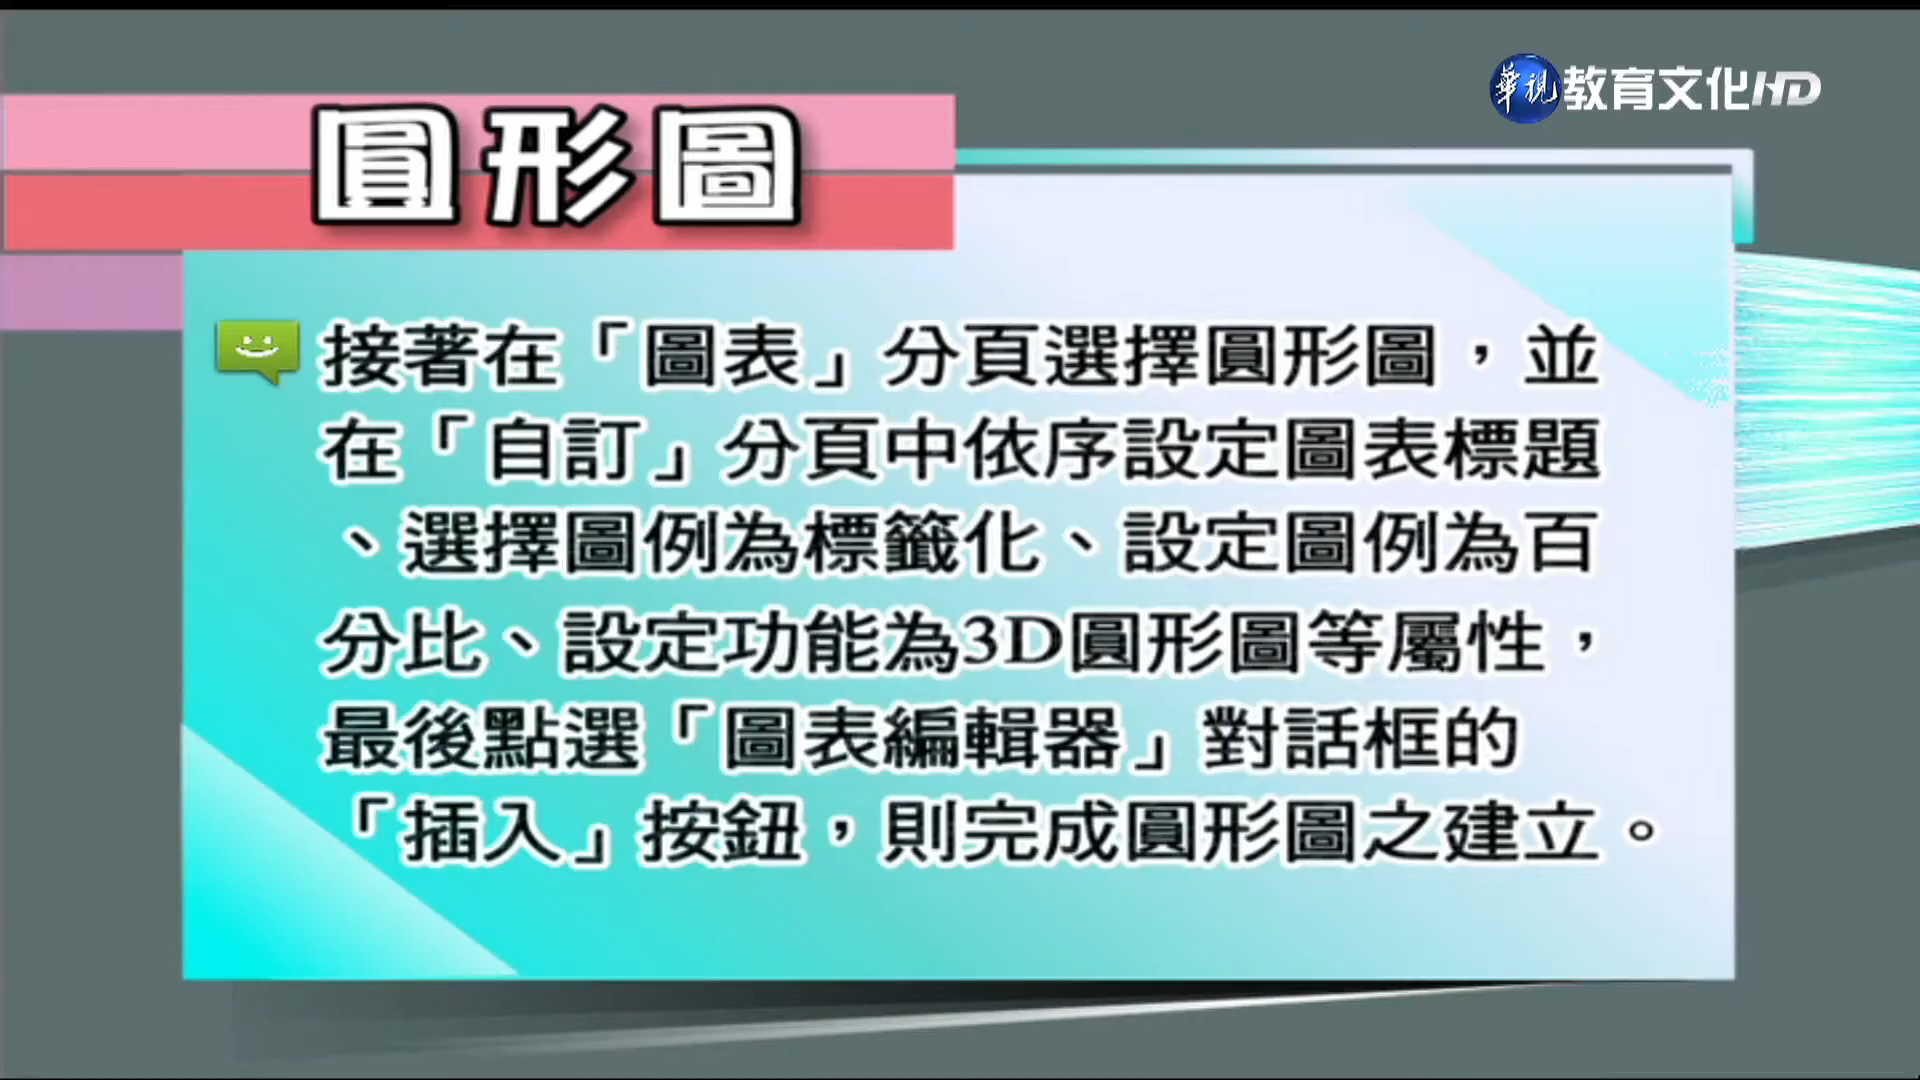 華視 教育文化HD
圓形圖
接著在「圖表」分頁選擇圓形圖，並
在「自訂」分頁中依序設定圖表標題
、選擇圖例為標籤化、設定圖例為百
分比、設定功能為3D圓形圖等屬性，
最後點選「圖表編輯器」對話框的
「插入」按鈕，則完成圓形圖之建立。